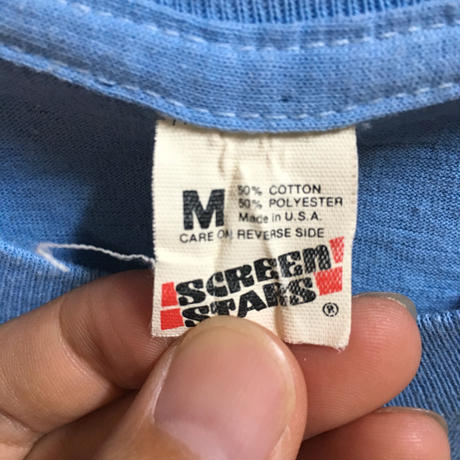 M
50% COTTON
50% POLYESTER
Made in U.S.A.
CARE ON REVERSE SIDE
SCREEN
STARS
®